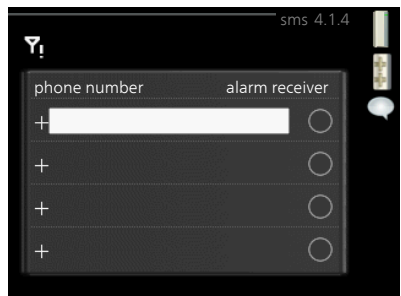 sms 4.1.4
phone number alarm receiver
+
+
+
+